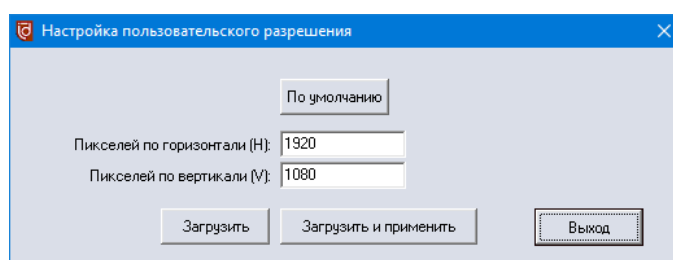 Настройка пользовательского разрешения
По умолчанию
Пикселей по горизонтали (H): 1920
Пикселей по вертикали (V): 1080
Загрузить Загрузить и применить Выход